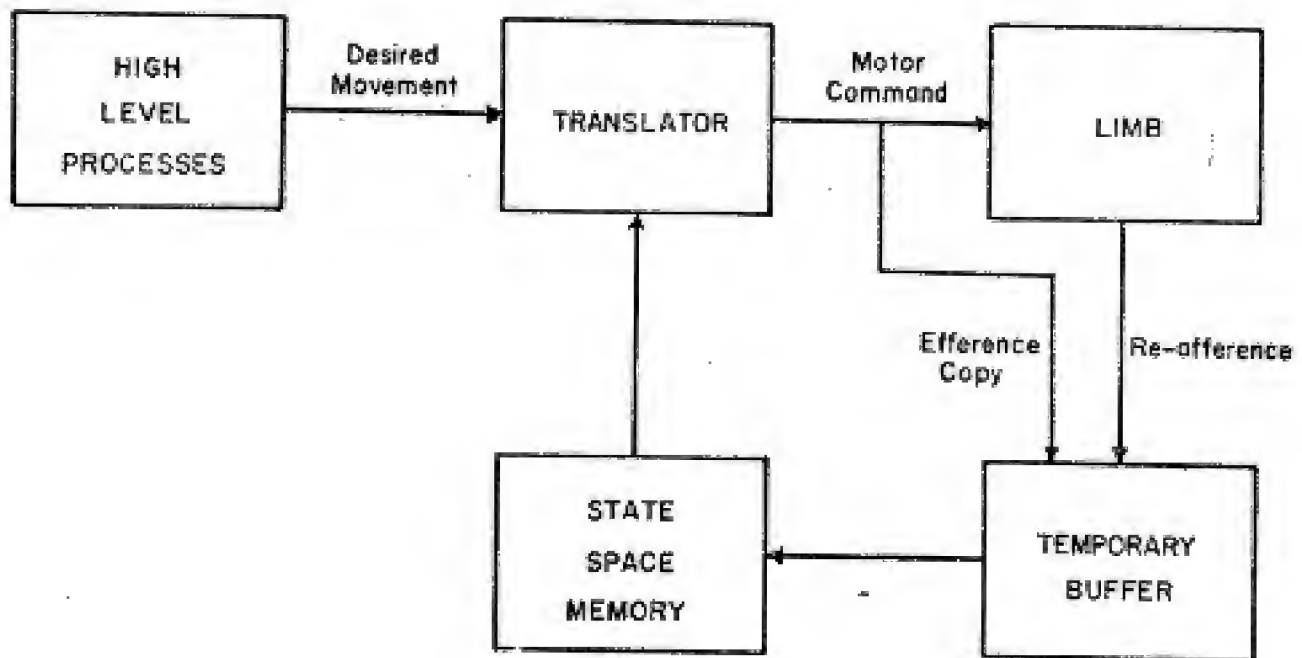 HIGH
LEVEL
PROCESSES
Desired
Movement
TRANSLATOR
Motor
Command
LIMB
Efference
Copy
Re-afference
STATE
SPACE
MEMORY
TEMPORARY
BUFFER